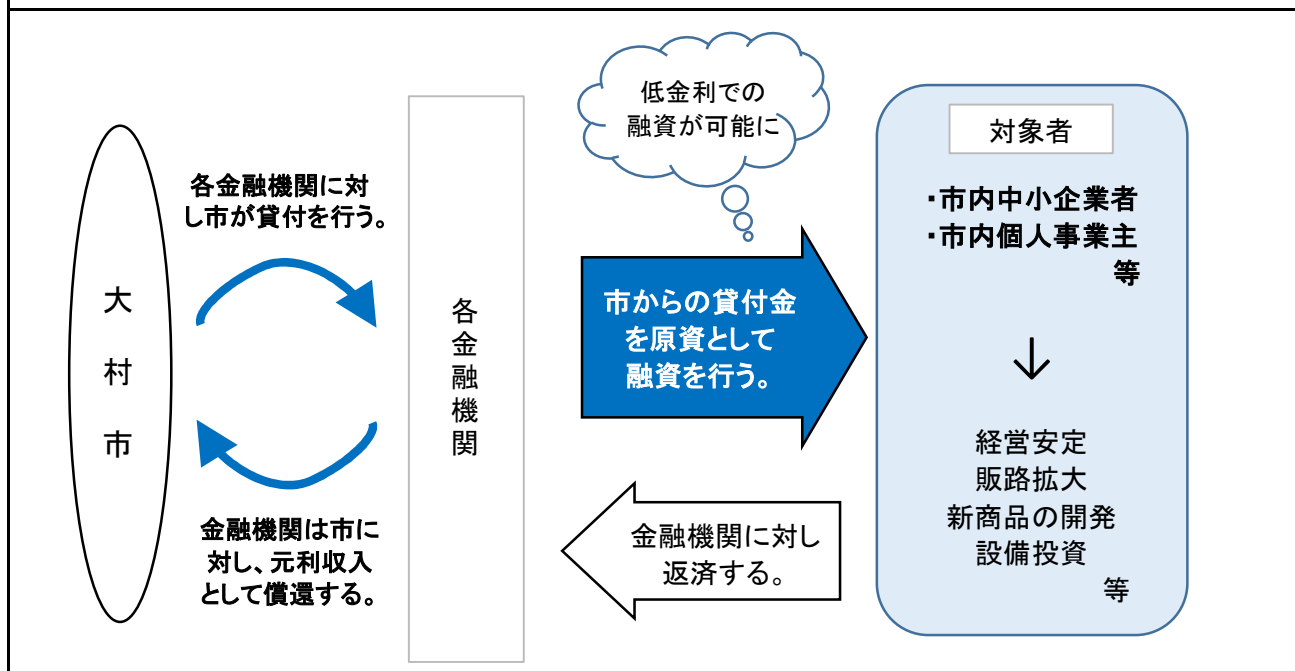 大村市
各金融機関に対
し市が貸付を行う。
金融機関は市に
対し、元利収入
として償還する。
各金融機関
低金利での
融資が可能に
市からの貸付金
を原資として
融資を行う。
金融機関に対し
返済する。
対象者
・市内中小企業者
・市内個人事業主
等
↓
経営安定
販路拡大
新商品の開発
設備投資
等